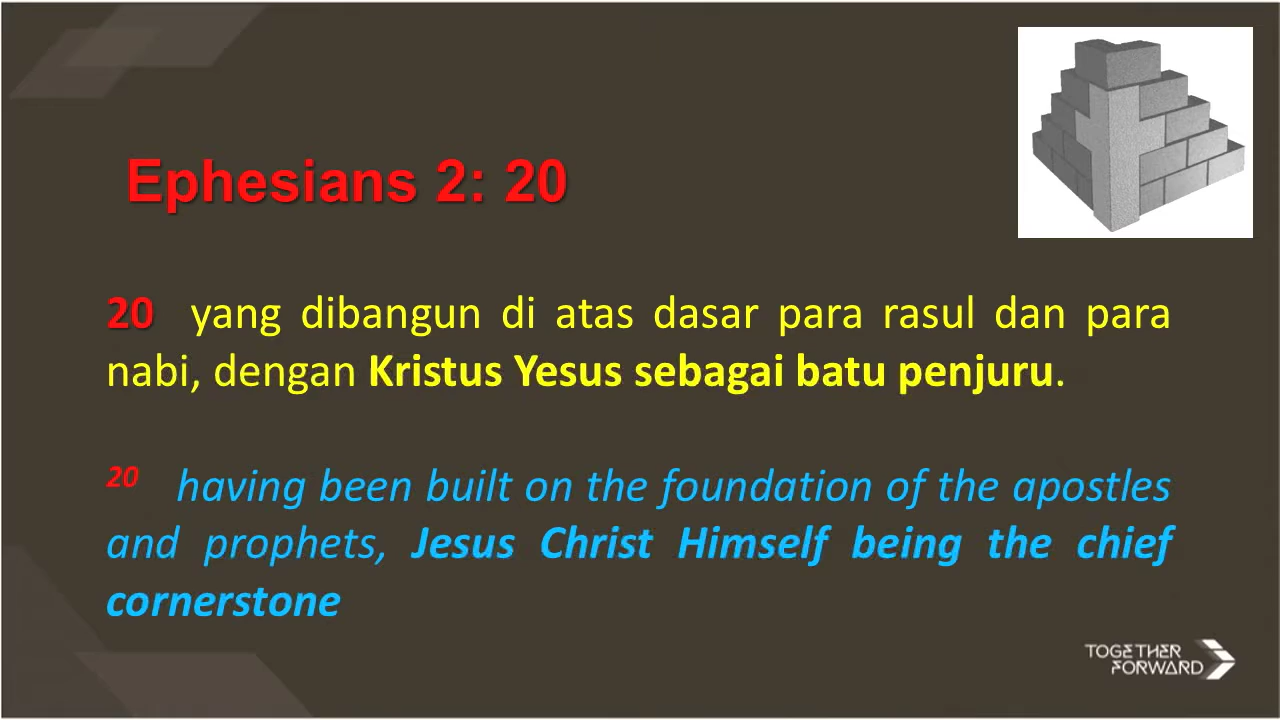 Ephesians 2: 20
20 yang dibangun di atas dasar para rasul dan para
nabi, dengan Kristus Yesus sebagai batu penjuru.
20 having been built on the foundation of the apostles
and prophets, Jesus Christ Himself being the chief
cornerstone
TOGETHER
FORWARD